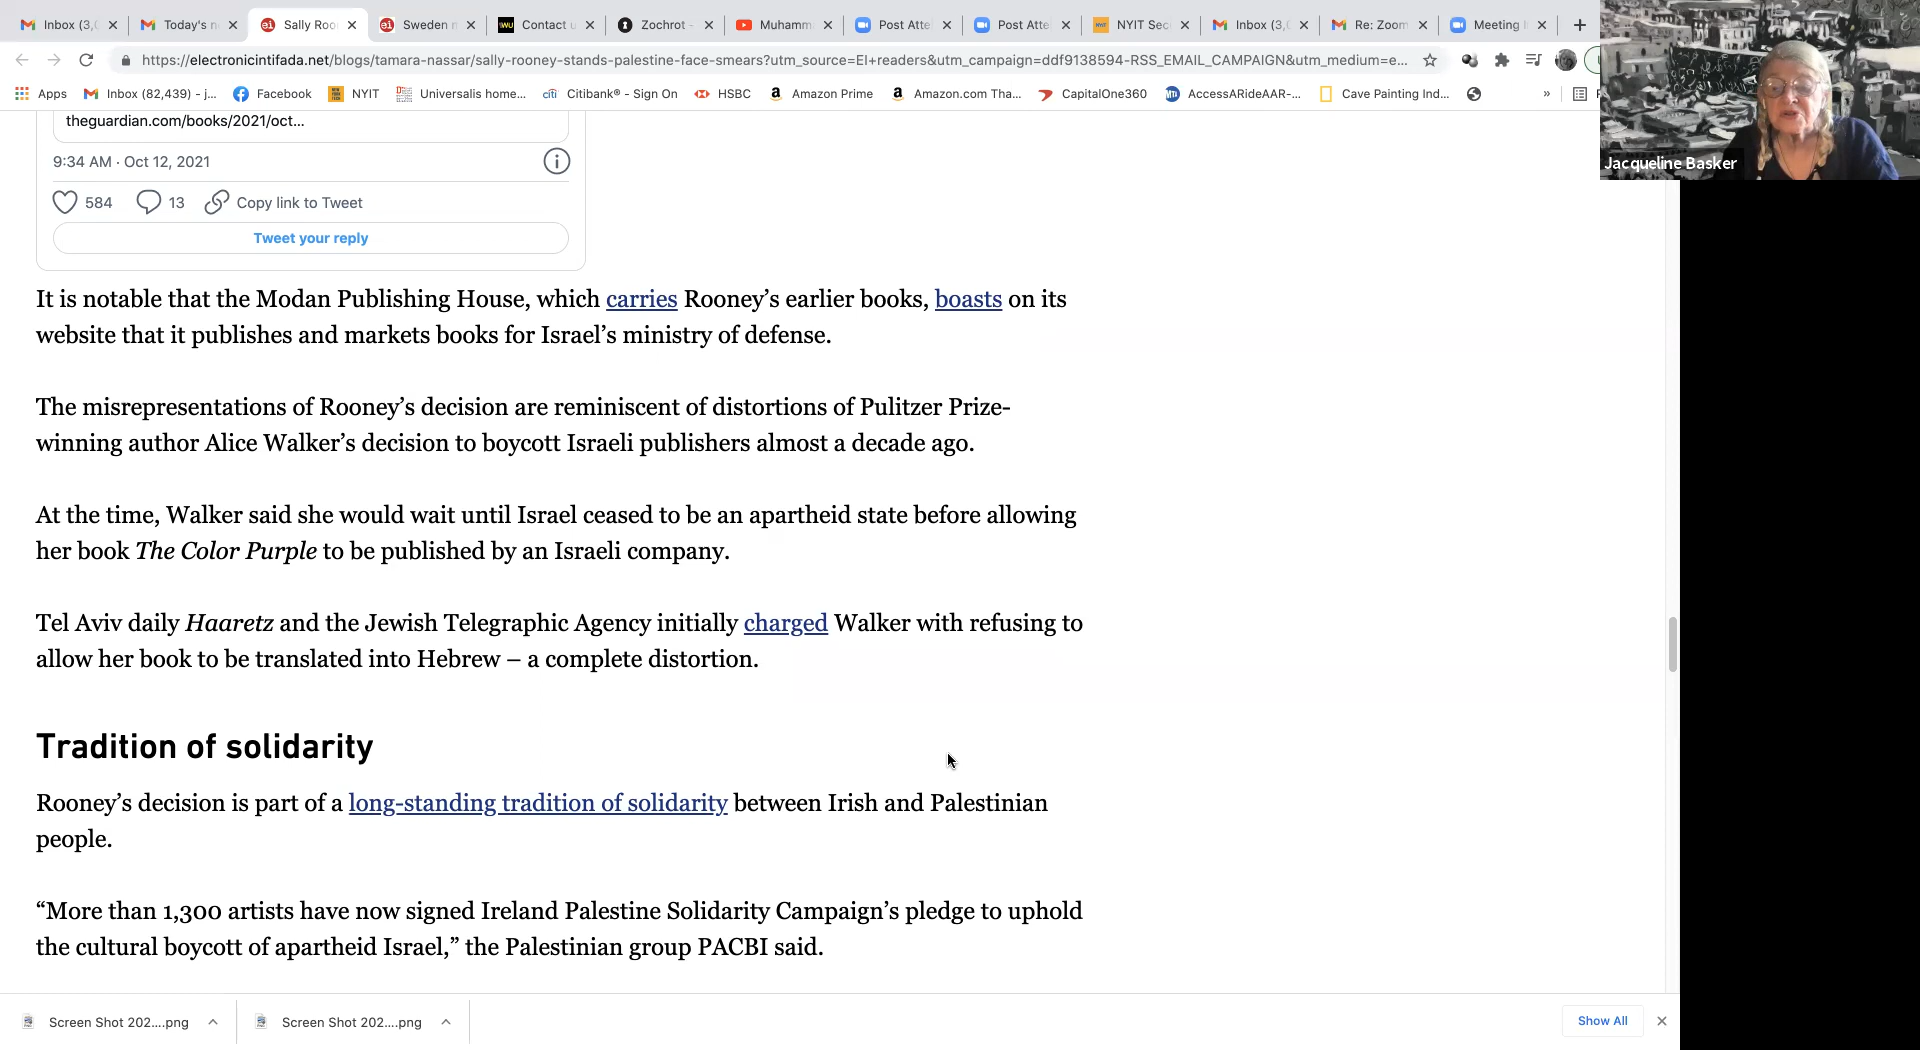 Inbox (3,
Today's n
Sally Roo
Sweden n
Contact u
Zochrot -
Muhamm
Post Atte
Post Atte
NYIT Sec
Inbox (3,
Re: Zoom
Meeting I
https://electronicintifada.net/blogs/tamara-nassar/sally-rooney-stands-palestine-face-smears?utm_source=EI+readers&utm_campaign=ddf9138594-RSS_EMAIL_CAMPAIGN&utm_medium=e...
Apps
Inbox (82,439) - j...
Facebook
NYIT
Universalis home...
citi Citibank® - Sign On
HSBC
Amazon Prime
Amazon.com Tha...
CapitalOne360
AccessARideAAR-...
Cave Painting Ind...
»
Jacqueline Basker
theguardian.com/books/2021/oct...
9:34 AM · Oct 12, 2021
584 13 Copy link to Tweet
Tweet your reply
It is notable that the Modan Publishing House, which carries Rooney’s earlier books, boasts on its
website that it publishes and markets books for Israel’s ministry of defense.
The misrepresentations of Rooney’s decision are reminiscent of distortions of Pulitzer Prize-
winning author Alice Walker’s decision to boycott Israeli publishers almost a decade ago.
At the time, Walker said she would wait until Israel ceased to be an apartheid state before allowing
her book The Color Purple to be published by an Israeli company.
Tel Aviv daily Haaretz and the Jewish Telegraphic Agency initially charged Walker with refusing to
allow her book to be translated into Hebrew – a complete distortion.
Tradition of solidarity
Rooney’s decision is part of a long-standing tradition of solidarity between Irish and Palestinian
people.
“More than 1,300 artists have now signed Ireland Palestine Solidarity Campaign’s pledge to uphold
the cultural boycott of apartheid Israel,” the Palestinian group PACBI said.
Screen Shot 202....png
Screen Shot 202....png
Show All